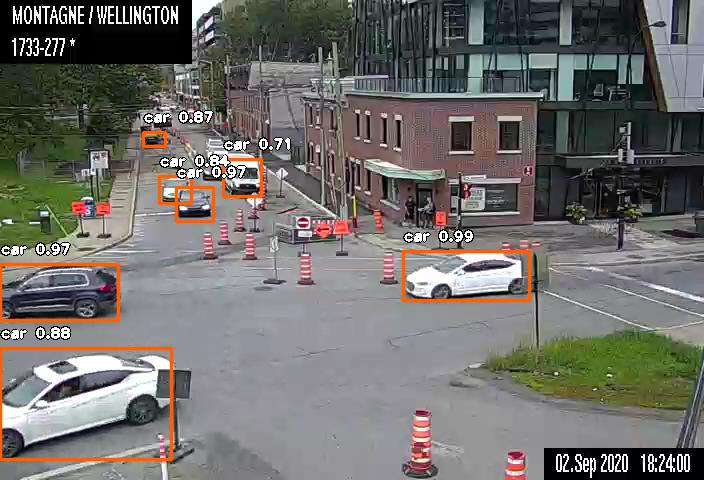 MONTAGNE / WELLINGTON
1733-277 *
car 0.87
car 0.71
car 0.84
car 0.97
car 0.97
car 0.99
car 0.88
02.Sep 2020 18:24:00